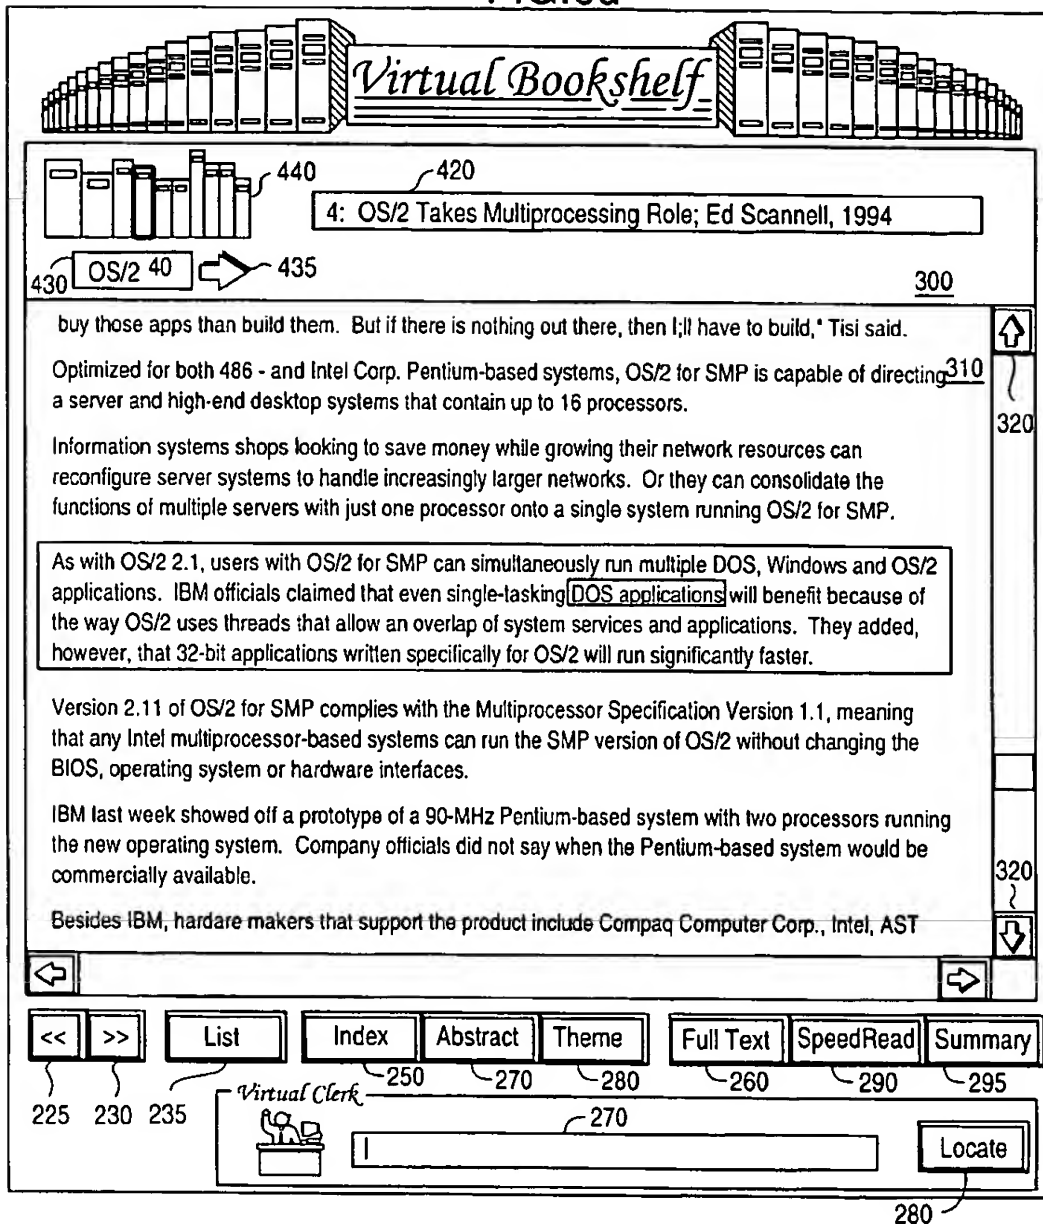 Virtual Bookshelf
440
420
4: OS/2 Takes Multiprocessing Role; Ed Scannell, 1994
430
OS/2 40
435
300
buy those apps than build them. But if there is nothing out there, then I;ll have to build," Tisi said.
Optimized for both 486 - and Intel Corp. Pentium-based systems, OS/2 for SMP is capable of directing
310
a server and high-end desktop systems that contain up to 16 processors.
320
Information systems shops looking to save money while growing their network resources can
reconfigure server systems to handle increasingly larger networks. Or they can consolidate the
functions of multiple servers with just one processor onto a single system running OS/2 for SMP.
As with OS/2 2.1, users with OS/2 for SMP can simultaneously run multiple DOS, Windows and OS/2
applications. IBM officials claimed that even single-tasking DOS applications will benefit because of
the way OS/2 uses threads that allow an overlap of system services and applications. They added,
however, that 32-bit applications written specifically for OS/2 will run significantly faster.
Version 2.11 of OS/2 for SMP complies with the Multiprocessor Specification Version 1.1, meaning
that any Intel multiprocessor-based systems can run the SMP version of OS/2 without changing the
BIOS, operating system or hardware interfaces.
IBM last week showed off a prototype of a 90-MHz Pentium-based system with two processors running
the new operating system. Company officials did not say when the Pentium-based system would be
commercially available.
320
Besides IBM, hardare makers that support the product include Compaq Computer Corp., Intel, AST
<< >> List Index Abstract Theme Full Text SpeedRead Summary
225 230 235 250 270 280 260 290 295
Virtual Clerk
270
Locate
280